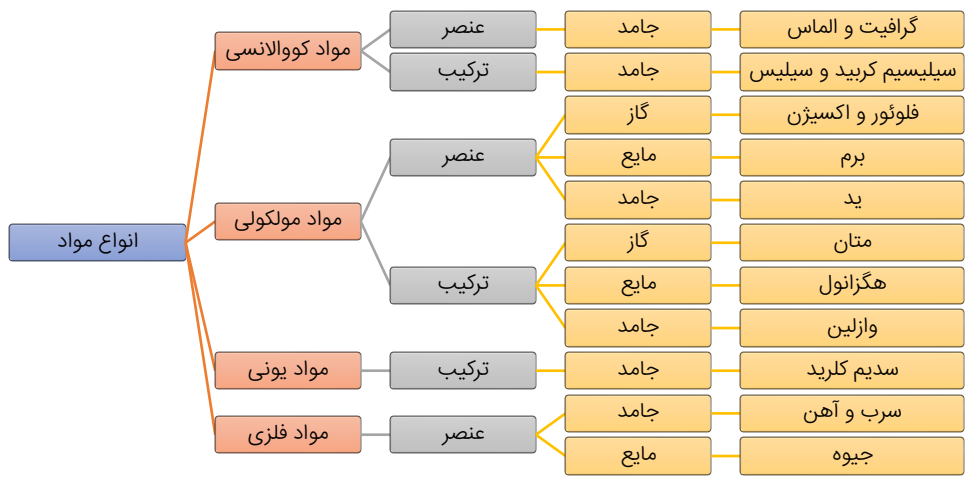 انواع مواد
مواد کووالانسی
عنصر
جامد
گرافیت و الماس
ترکیب
جامد
سیلیسیم کربید و سیلیس
مواد مولکولی
عنصر
گاز
فلوئور و اکسیژن
مایع
برم
جامد
ید
ترکیب
گاز
متان
مایع
هگزانول
جامد
وازلین
مواد یونی
ترکیب
جامد
سدیم کلرید
مواد فلزی
عنصر
جامد
سرب و آهن
مایع
جیوه